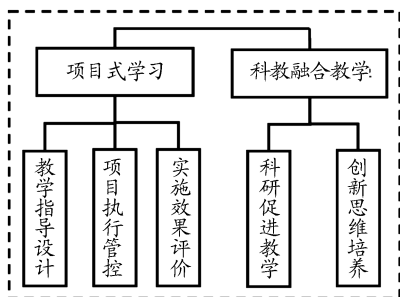 项目式学习
科教融合教学
教学指导设计
项目执行管控
实施效果评价
科研促进教学
创新思维培养